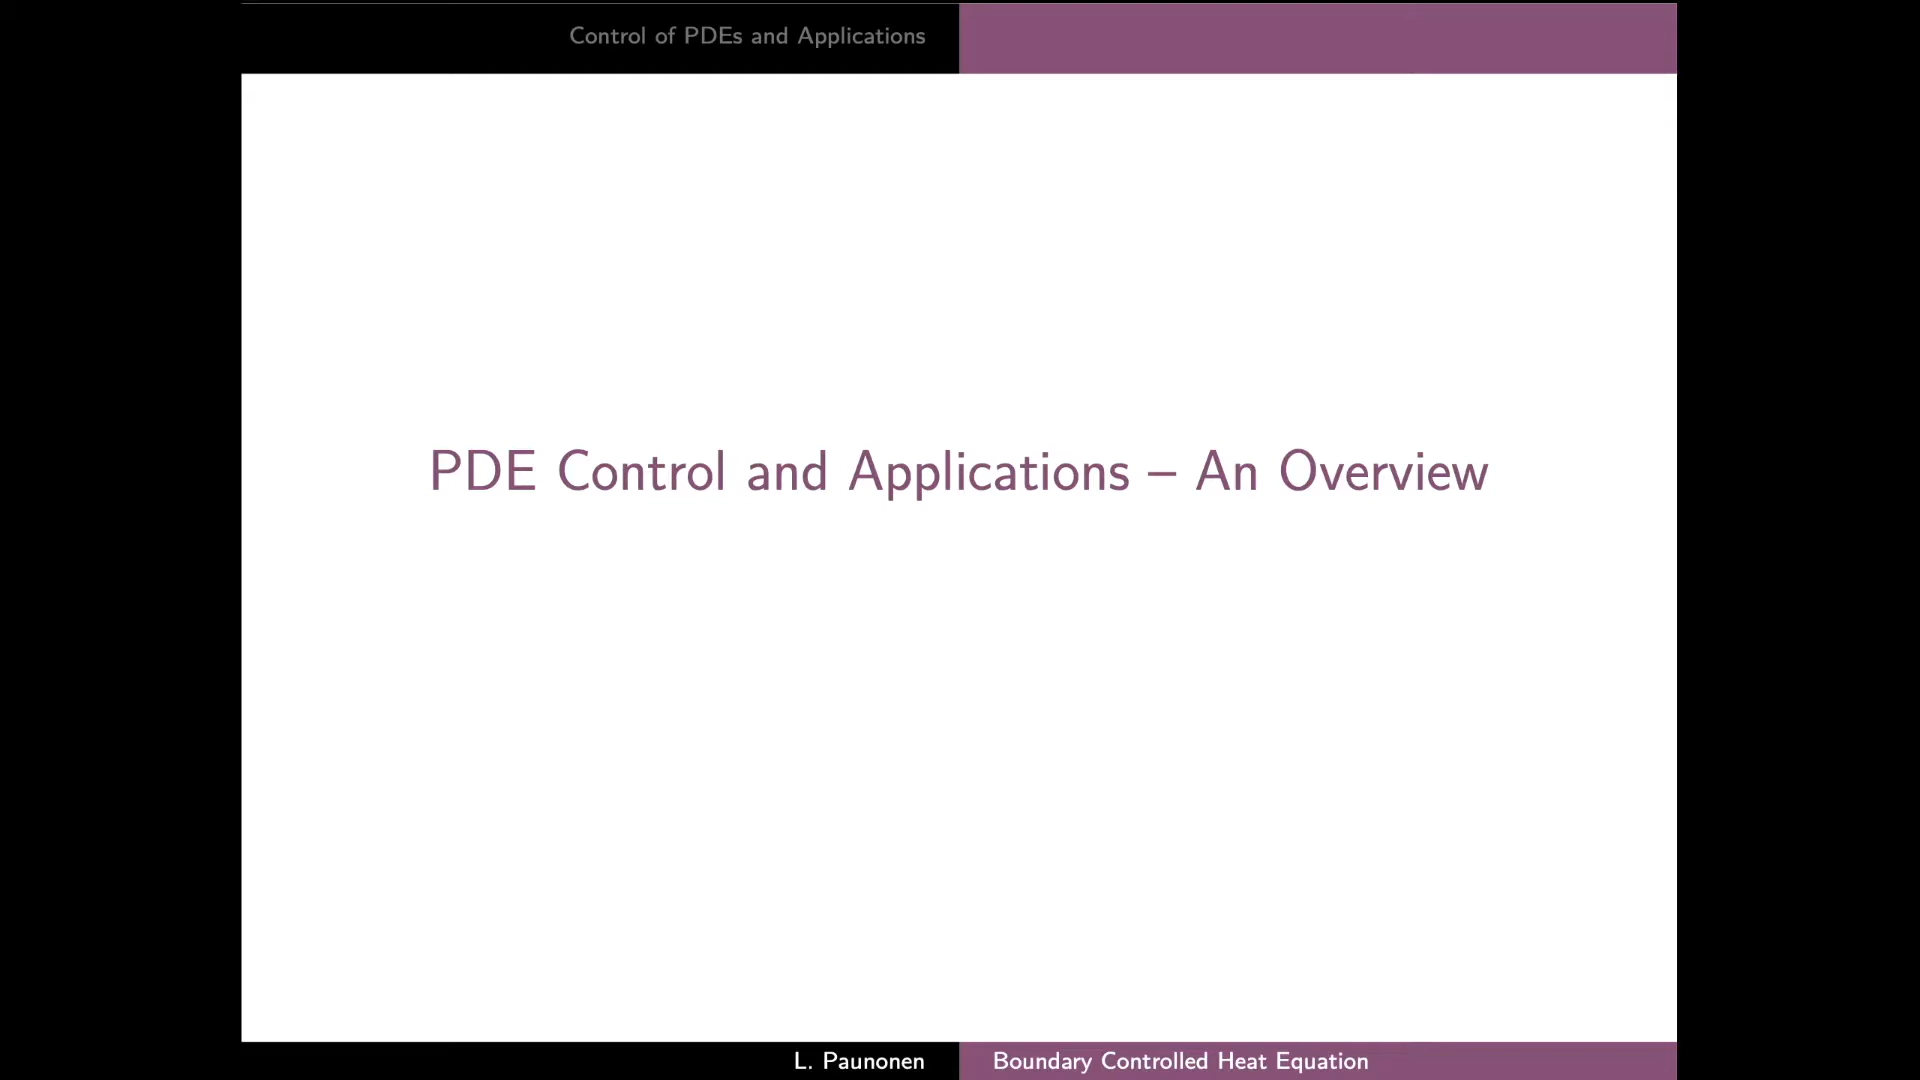 Control of PDEs and Applications
PDE Control and Applications – An Overview
L. Paunonen
Boundary Controlled Heat Equation